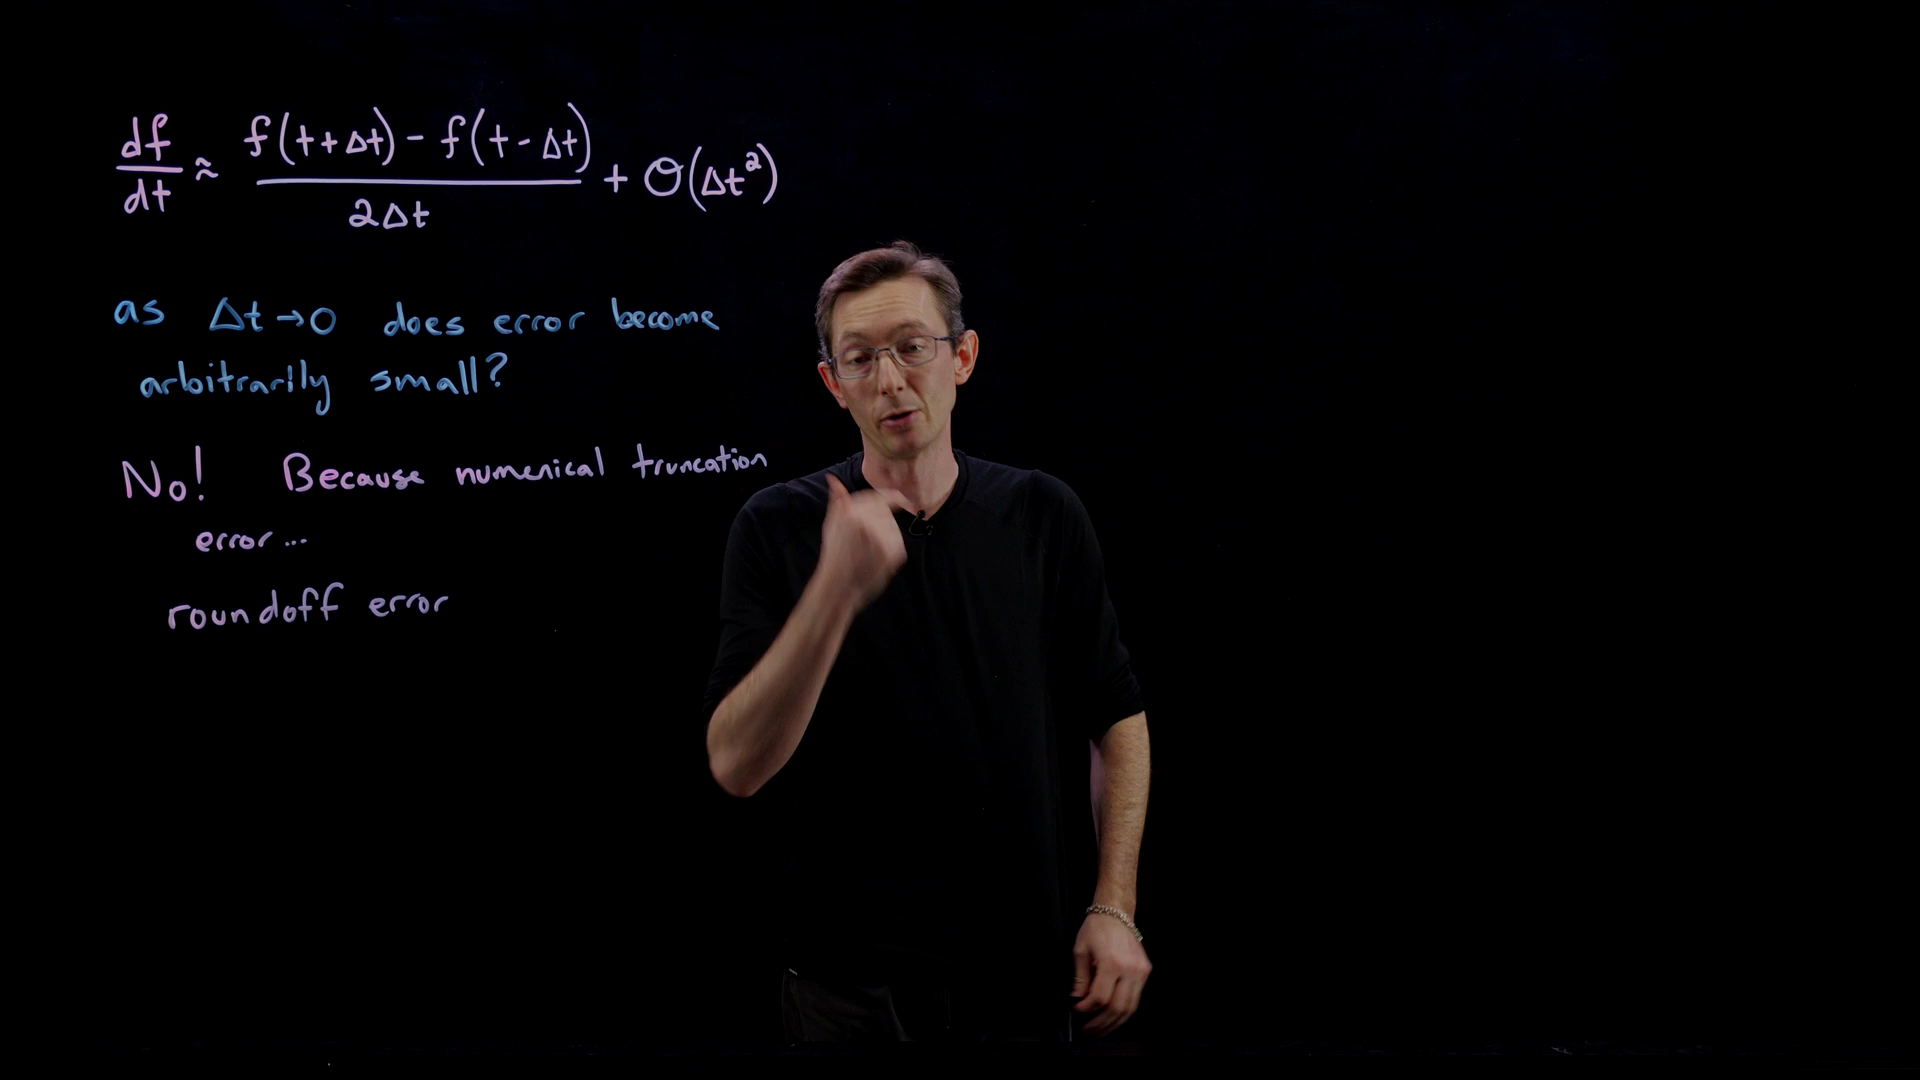 df/dt ≈ f(t+Δt) - f(t-Δt) / 2Δt + O(Δt²)
as Δt→0 does error become
arbitrarily small?
No! Because numerical truncation
error...
roundoff error